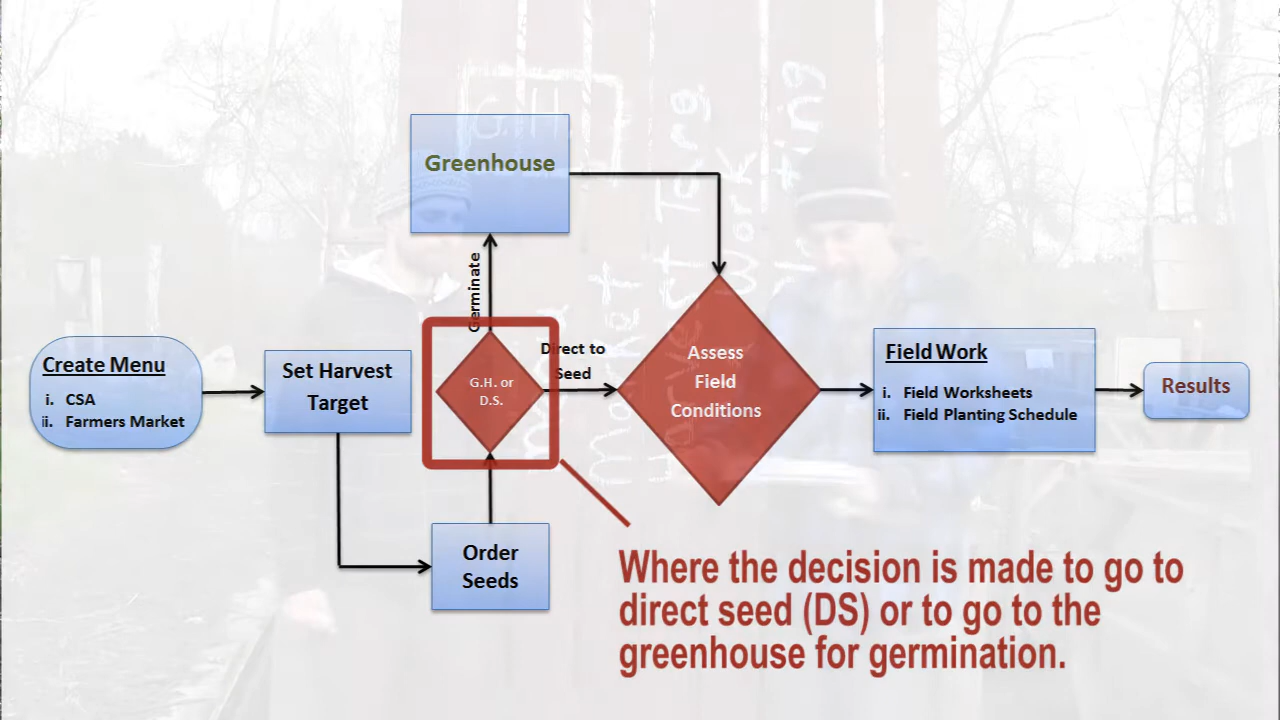 Greenhouse
Germinate
Direct to
Seed
Create Menu
i. CSA
ii. Farmers Market
Set Harvest
Target
G.H. or
D.S.
Assess
Field
Conditions
Field Work
i. Field Worksheets
ii. Field Planting Schedule
Results
Order
Seeds
Where the decision is made to go to
direct seed (DS) or to go to the
greenhouse for germination.
G.H.